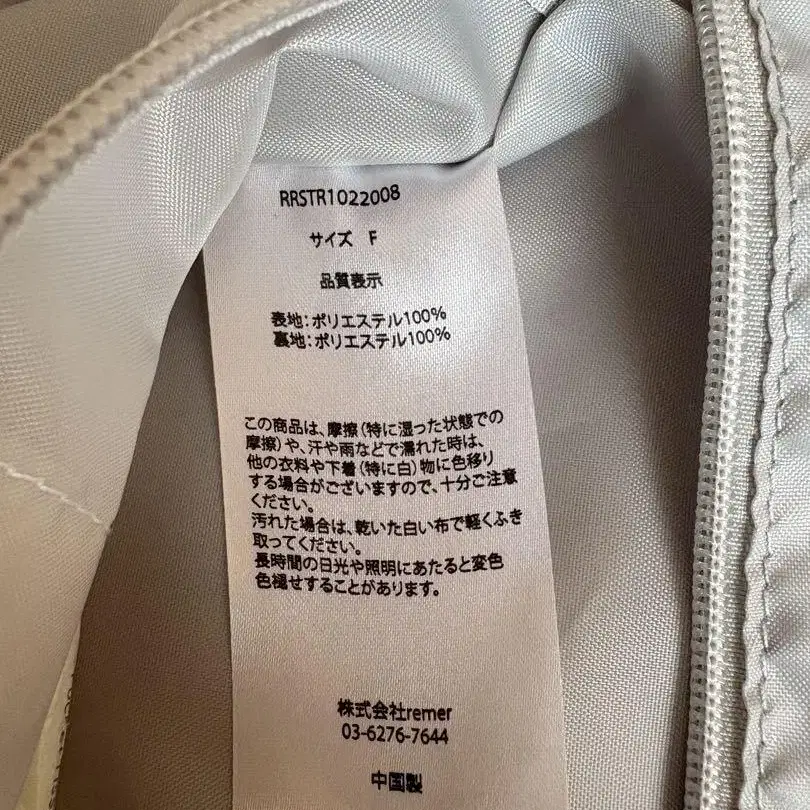 RRSTR1022008
サイズ F
品質表示
表地:ポリエステル100%
裏地:ポリエステル100%
この商品は、摩擦(特に湿った状態での
摩擦)や、汗や雨などで濡れた時は、
他の衣料や下着(特に白)物に色移り
する場合がございますので、十分ご注意
ください。
汚れた場合は、乾いた白い布で軽くふき
取ってください。
長時間の日光や照明にあたると変色
色褪せすることがあります。
株式会社remer
03-6276-7644
中国製